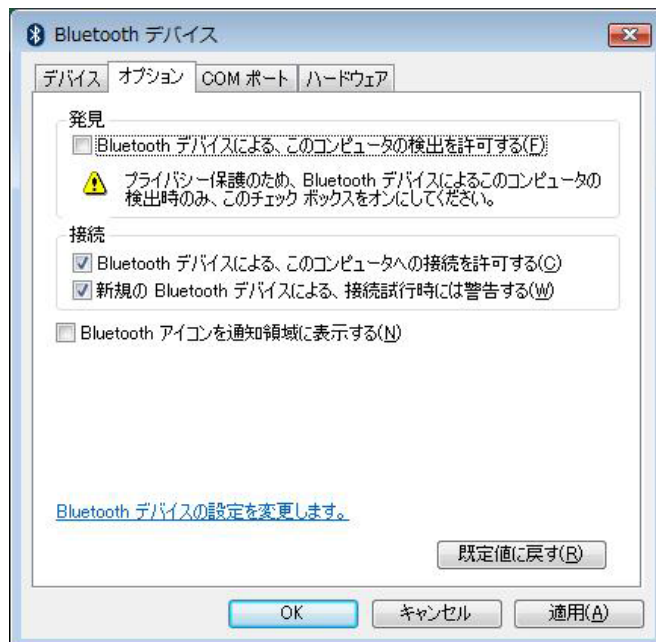 Bluetooth デバイス
デバイス オプション COM ポート ハードウェア
発見
Bluetooth デバイスによる、このコンピュータの検出を許可する(F)
プライバシー保護のため、Bluetooth デバイスによるこのコンピュータの
検出時のみ、このチェック ボックスをオンにしてください。
接続
Bluetooth デバイスによる、このコンピュータへの接続を許可する(C)
新規の Bluetooth デバイスによる、接続試行時には警告する(W)
Bluetooth アイコンを通知領域に表示する(N)
Bluetooth デバイスの設定を変更します。
既定値に戻す(R)
OK キャンセル 適用(A)